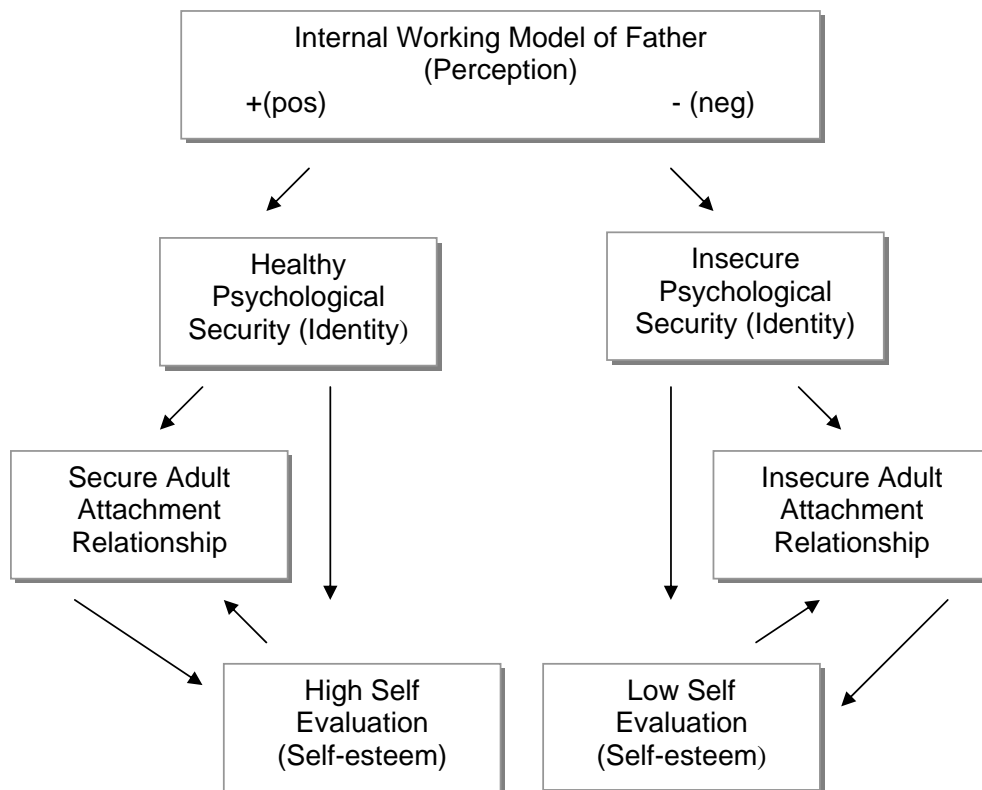 Internal Working Model of Father
(Perception)
+(pos) - (neg)
Healthy
Psychological
Security (Identity)
Insecure
Psychological
Security (Identity)
Secure Adult
Attachment
Relationship
Insecure Adult
Attachment
Relationship
High Self
Evaluation
(Self-esteem)
Low Self
Evaluation
(Self-esteem)